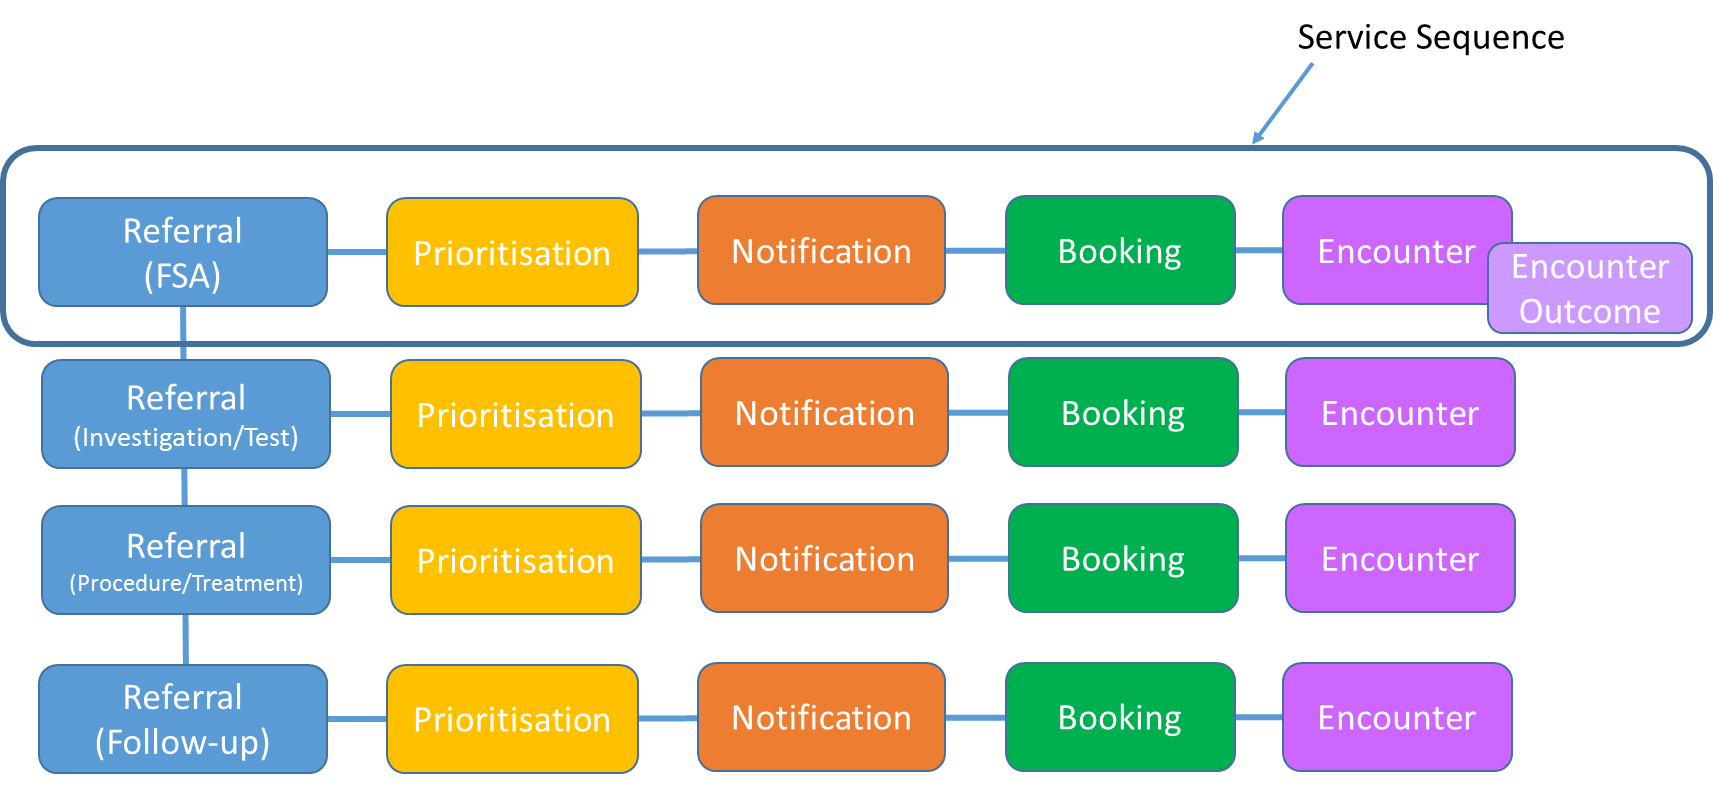 Service Sequence
Referral
(FSA)
Prioritisation
Notification
Booking
Encounter
Encounter
Outcome
Referral
(Investigation/Test)
Prioritisation
Notification
Booking
Encounter
Referral
(Procedure/Treatment)
Prioritisation
Notification
Booking
Encounter
Referral
(Follow-up)
Prioritisation
Notification
Booking
Encounter